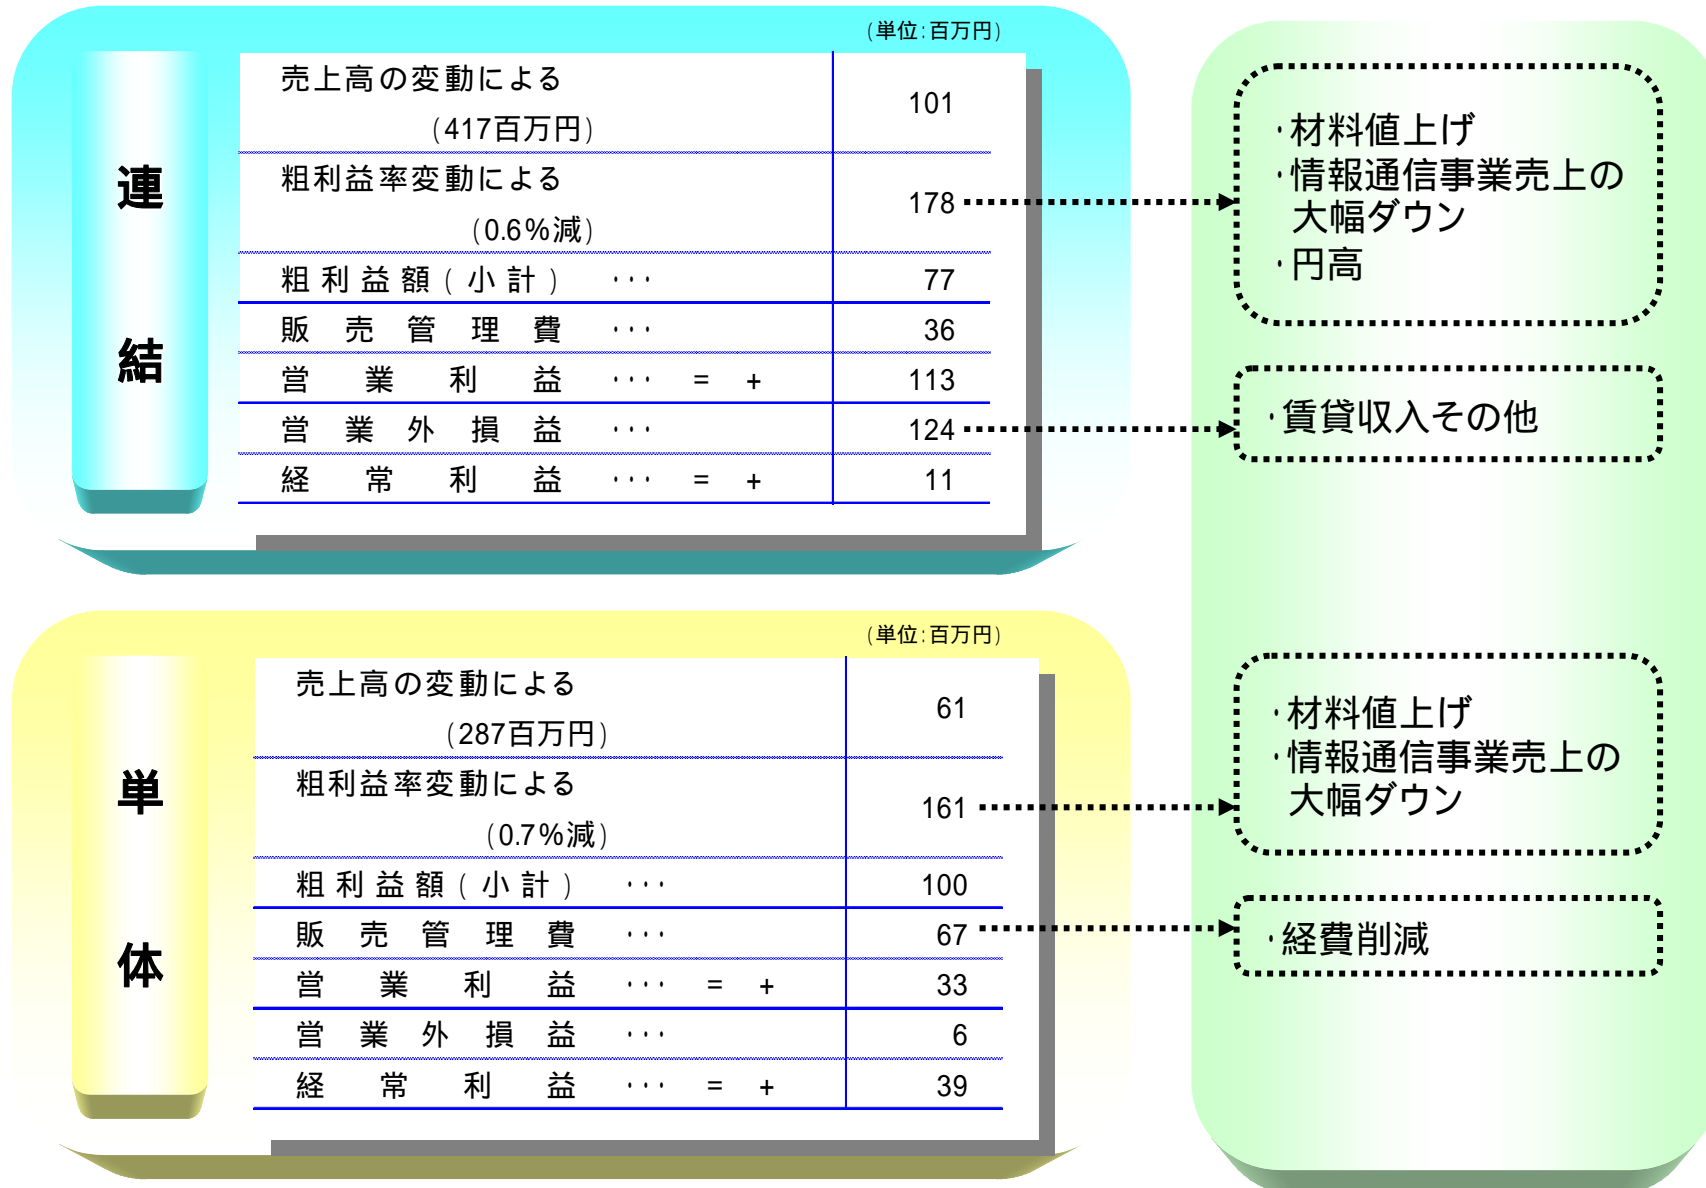 (単位:百万円)
連結
売上高の変動による 101
(417百万円)
粗利益率変動による 178
(0.6%減)
粗利益額(小計) ・・・ 77
販売管理費 ・・・ 36
営業利益 ・・・ = + 113
営業外損益 ・・・ 124
経常利益 ・・・ = + 11
・材料値上げ
・情報通信事業売上の
大幅ダウン
・円高
・賃貸収入その他
(単位:百万円)
単体
売上高の変動による 61
(287百万円)
粗利益率変動による 161
(0.7%減)
粗利益額(小計) ・・・ 100
販売管理費 ・・・ 67
営業利益 ・・・ = + 33
営業外損益 ・・・ 6
経常利益 ・・・ = + 39
・材料値上げ
・情報通信事業売上の
大幅ダウン
・経費削減